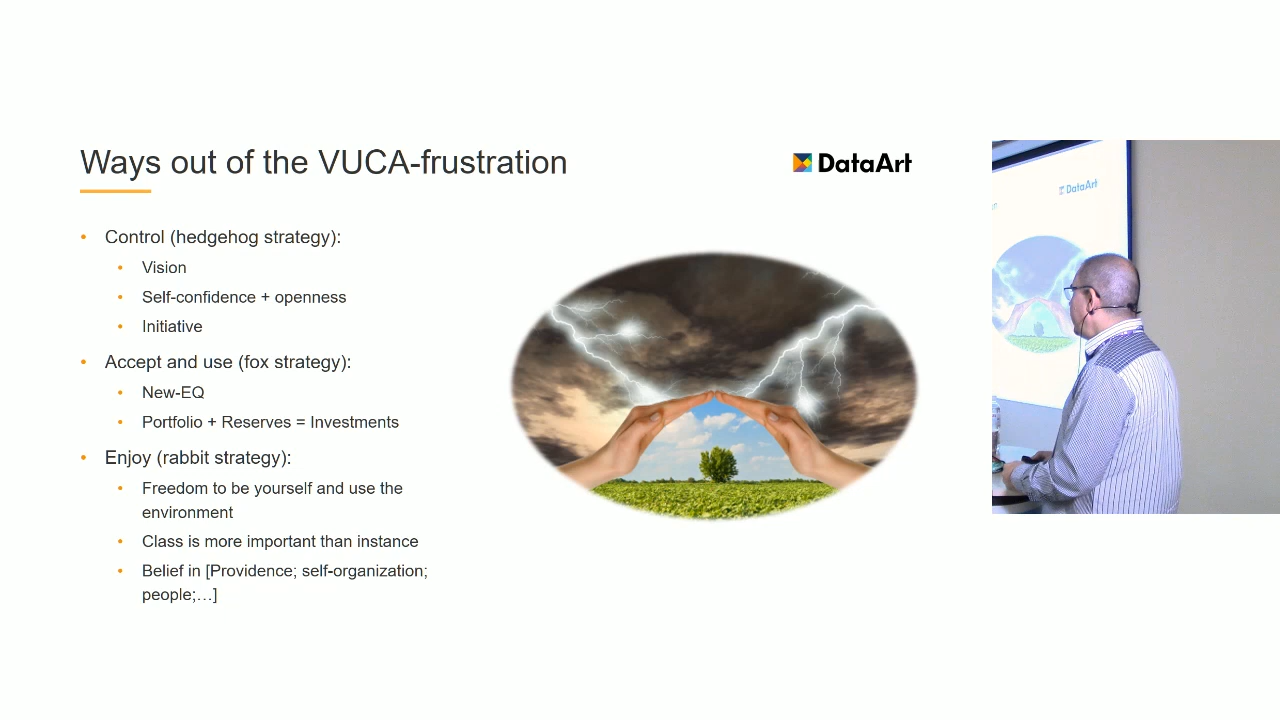 Ways out of the VUCA-frustration
DataArt
• Control (hedgehog strategy):
• Vision
• Self-confidence + openness
• Initiative
• Accept and use (fox strategy):
• New-EQ
• Portfolio + Reserves = Investments
• Enjoy (rabbit strategy):
• Freedom to be yourself and use the
environment
• Class is more important than instance
• Belief in [Providence; self-organization;
people;…]
DataArt